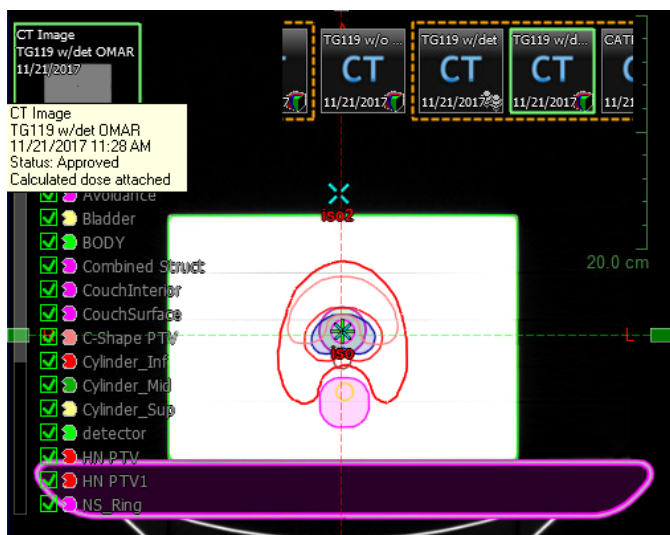 CT Image
TG119 w/det OMAR
11/21/2017
CT Image
TG119 w/det OMAR
11/21/2017 11:28 AM
Status: Approved
Calculated dose attached
TG119 w/o ...
CT
11/21/2017
TG119 w/det
CT
11/21/2017
TG119 w/d...
CT
11/21/2017
CATH
11/21
iso2
20.0 cm
L
iso
Avoidance
Bladder
BODY
Combined Struct
CouchInterior
CouchSurface
C-Shape PTV
Cylinder_Inf
Cylinder_Mid
Cylinder_Sup
detector
HN PTV
HN PTV1
NS_Ring